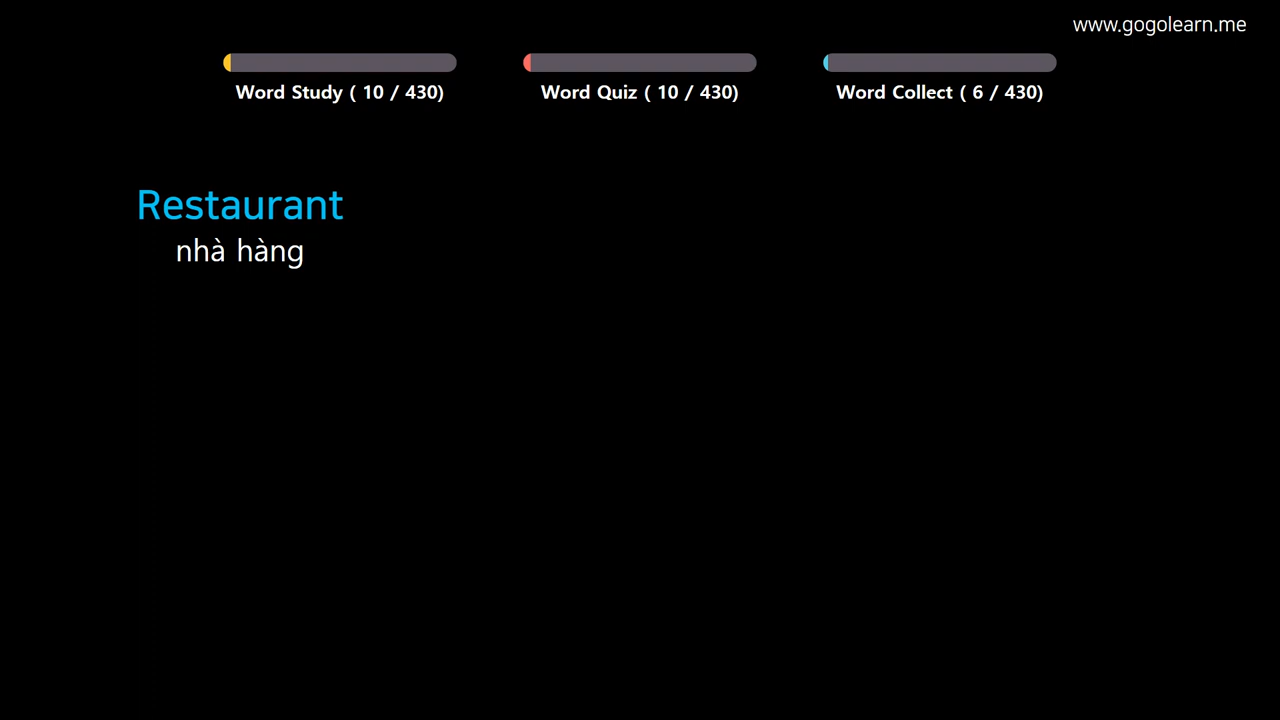 www.gogolearn.me
Word Study ( 10 / 430)
Word Quiz ( 10 / 430)
Word Collect ( 6 / 430)
Restaurant
nhà hàng